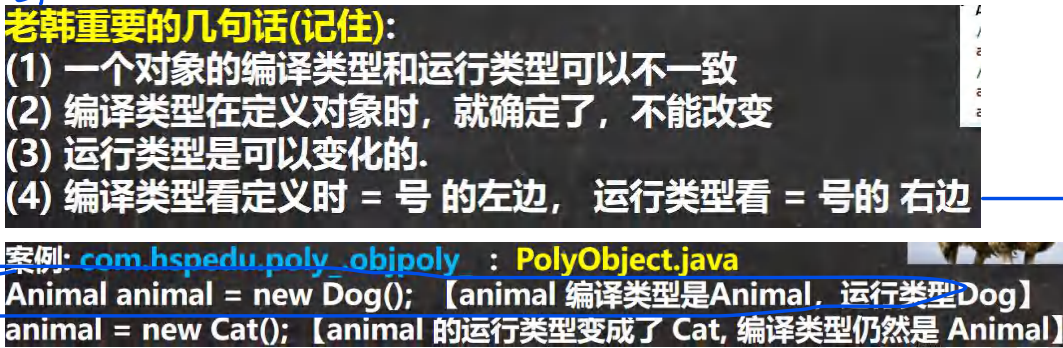 老韩重要的几句话(记住):
(1) 一个对象的编译类型和运行类型可以不一致
(2) 编译类型在定义对象时，就确定了，不能改变
(3) 运行类型是可以变化的.
(4) 编译类型看定义时 = 号 的左边， 运行类型看 = 号的 右边
案例: com.hspedu.poly_.objpoly_ : PolyObject.java
Animal animal = new Dog(); 【animal 编译类型是Animal，运行类型Dog】
animal = new Cat(); 【animal 的运行类型变成了 Cat, 编译类型仍然是 Animal】